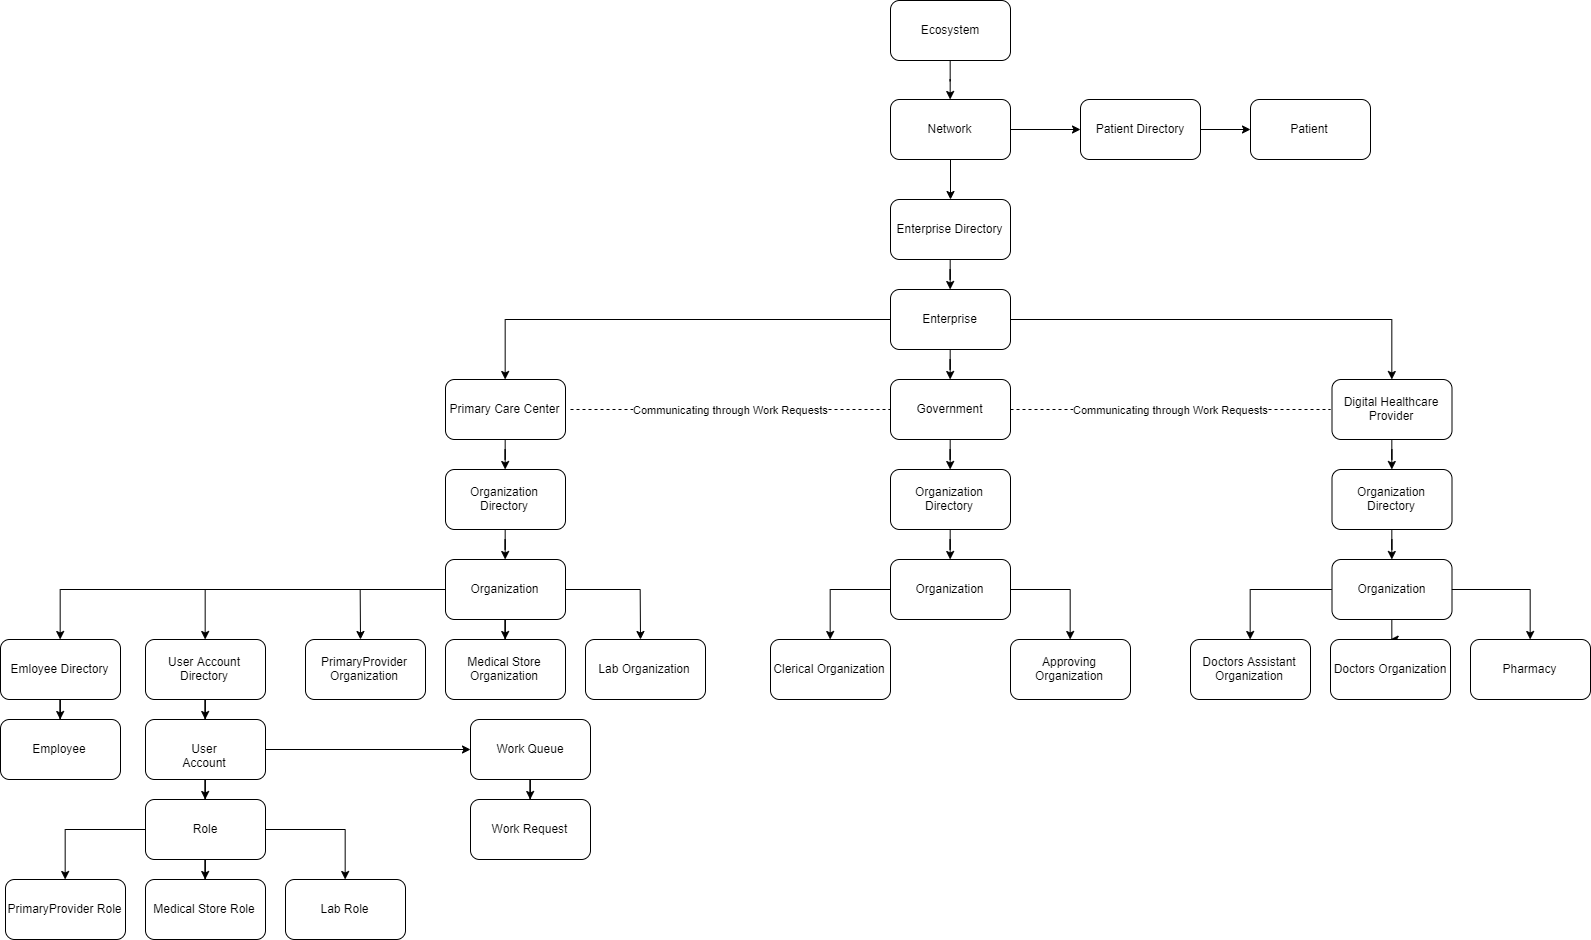 Ecosystem
Network
Patient Directory
Patient
Enterprise Directory
Enterprise
Primary Care Center
Communicating through Work Requests
Government
Communicating through Work Requests
Digital Healthcare
Provider
Organization
Directory
Organization
Directory
Organization
Directory
Organization
Organization
Organization
Emloyee Directory
User Account
Directory
PrimaryProvider
Organization
Medical Store
Organization
Lab Organization
Clerical Organization
Approving
Organization
Doctors Assistant
Organization
Doctors Organization
Pharmacy
Employee
User
Account
Work Queue
Role
Work Request
PrimaryProvider Role
Medical Store Role
Lab Role